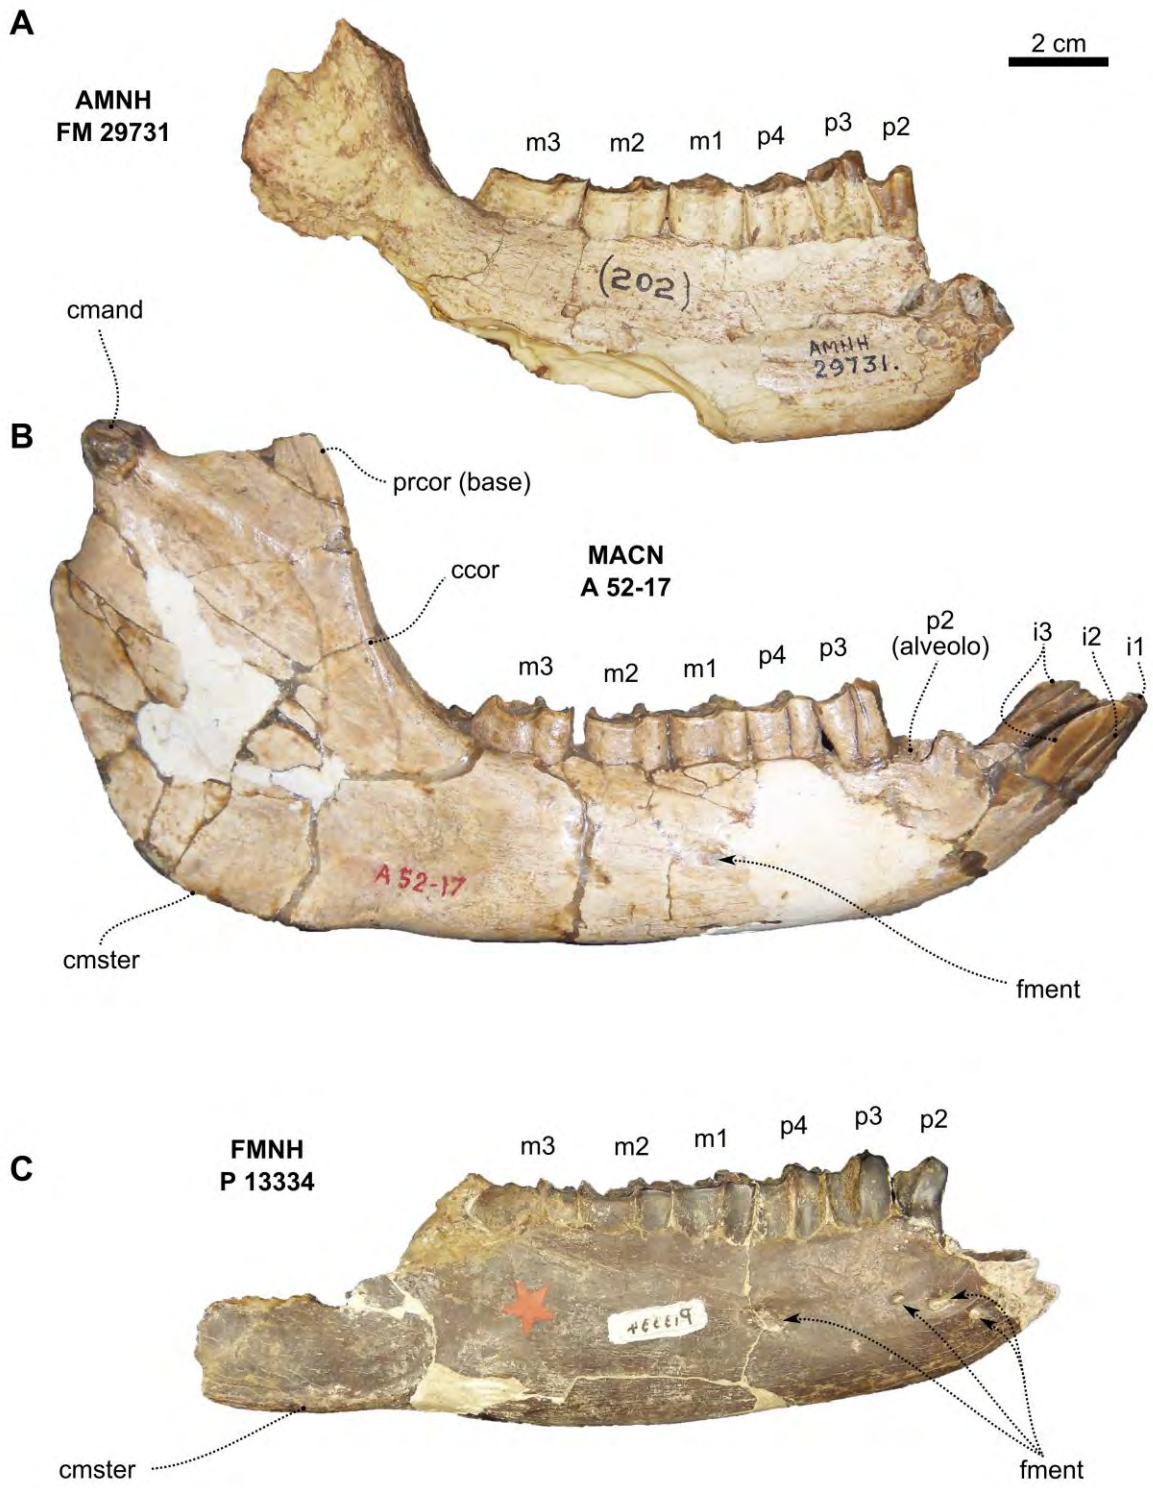 A
2 cm
AMNH
FM 29731
m3 m2 m1 p4 p3 p2
(202)
AMNH
29731.
cmand
B
prcor (base)
MACN
A 52-17
ccor
p2
(alveolo)
i3 i2 i1
m3 m2 m1 p4 p3
A 52-17
cmster
fment
C
FMNH
P 13334
m3 m2 m1 p4 p3 p2
P13334
cmster
fment